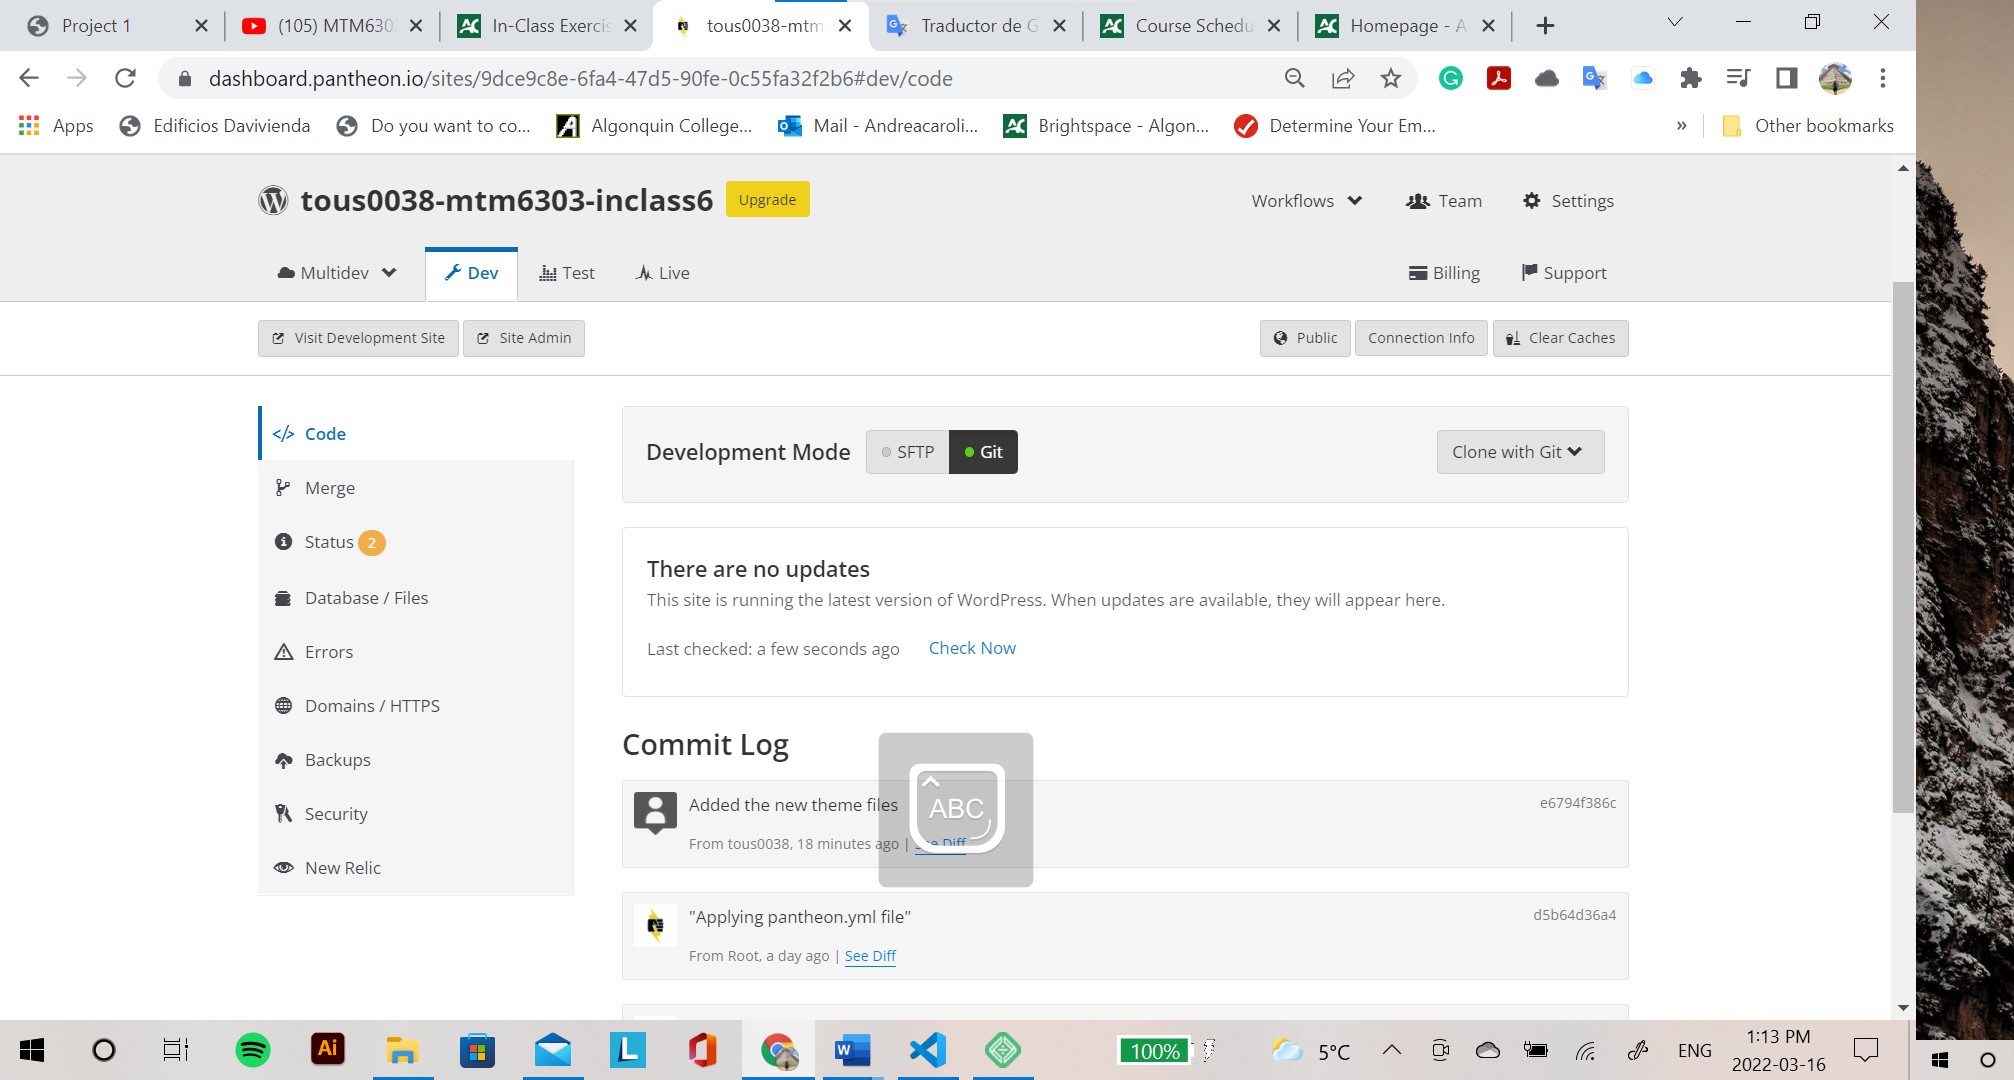 Project 1
(105) MTM630
In-Class Exercis
tous0038-mtm
Traductor de G
Course Schedu
Homepage - A
dashboard.pantheon.io/sites/9dce9c8e-6fa4-47d5-90fe-0c55fa32f2b6#dev/code
Apps
Edificios Davivienda
Do you want to co...
Algonquin College...
Mail - Andreacaroli...
Brightspace - Algon...
Determine Your Em...
»
Other bookmarks
tous0038-mtm6303-inclass6
Upgrade
Workflows
Team
Settings
Multidev
Dev
Test
Live
Billing
Support
Visit Development Site
Site Admin
Public
Connection Info
Clear Caches
</> Code
Merge
Status 2
Database / Files
Errors
Domains / HTTPS
Backups
Security
New Relic
Development Mode
SFTP
Git
Clone with Git
There are no updates
This site is running the latest version of WordPress. When updates are available, they will appear here.
Last checked: a few seconds ago
Check Now
Commit Log
Added the new theme files
e6794f386c
From tous0038, 18 minutes ago | See Diff
ABC
"Applying pantheon.yml file"
d5b64d36a4
From Root, a day ago | See Diff
Ai
L
W
100%
5°C
ENG
1:13 PM
2022-03-16